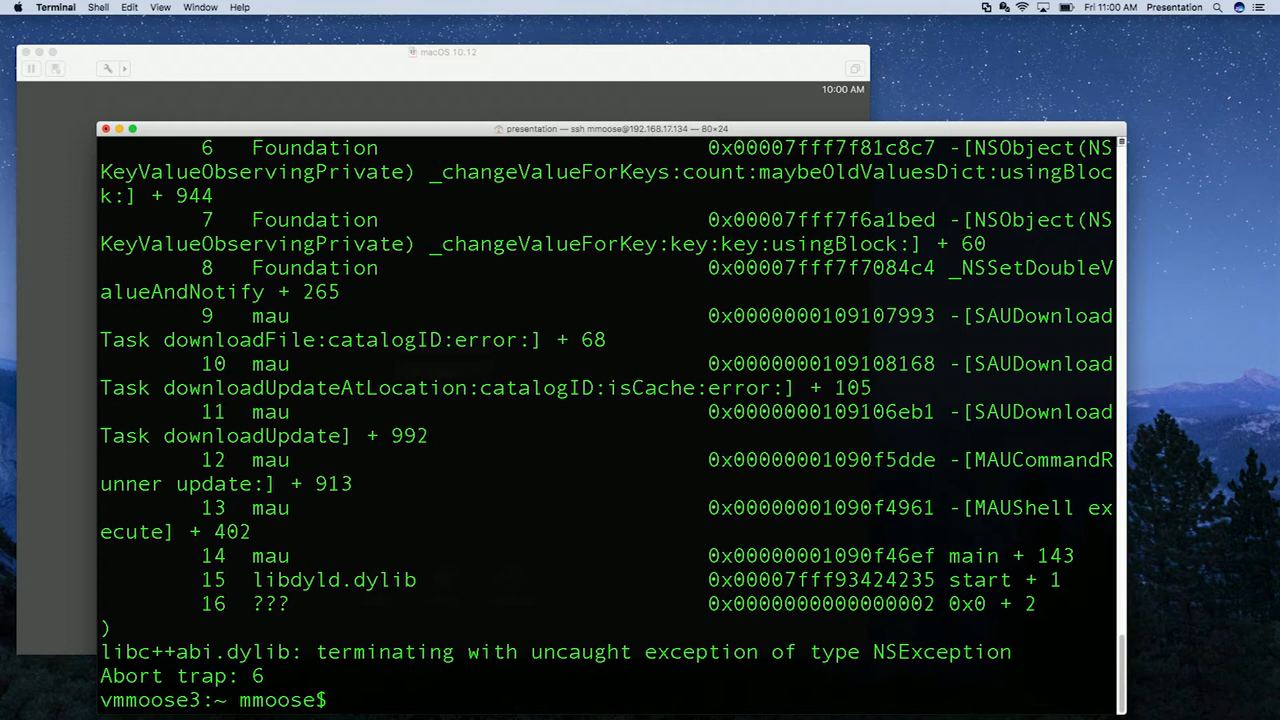 Terminal Shell Edit View Window Help Fri 11:00 AM Presentation
macOS 10.12
10:00 AM
presentation — ssh mmoose@192.168.17.134 — 80×24
6 Foundation 0x00007fff7f81c8c7 -[NSObject(NS
KeyValueObservingPrivate) _changeValueForKeys:count:maybeOldValuesDict:usingBloc
k:] + 944
7 Foundation 0x00007fff7f6a1bed -[NSObject(NS
KeyValueObservingPrivate) _changeValueForKey:key:key:usingBlock:] + 60
8 Foundation 0x00007fff7f7084c4 _NSSetDoubleV
alueAndNotify + 265
9 mau 0x0000000109107993 -[SAUDownload
Task downloadFile:catalogID:error:] + 68
10 mau 0x0000000109108168 -[SAUDownload
Task downloadUpdateAtLocation:catalogID:isCache:error:] + 105
11 mau 0x0000000109106eb1 -[SAUDownload
Task downloadUpdate] + 992
12 mau 0x00000001090f5dde -[MAUCommandR
unner update:] + 913
13 mau 0x00000001090f4961 -[MAUShell ex
ecute] + 402
14 mau 0x00000001090f46ef main + 143
15 libdyld.dylib 0x00007fff93424235 start + 1
16 ??? 0x0000000000000002 0x0 + 2
)
libc++abi.dylib: terminating with uncaught exception of type NSException
Abort trap: 6
vmmoose3:~ mmoose$